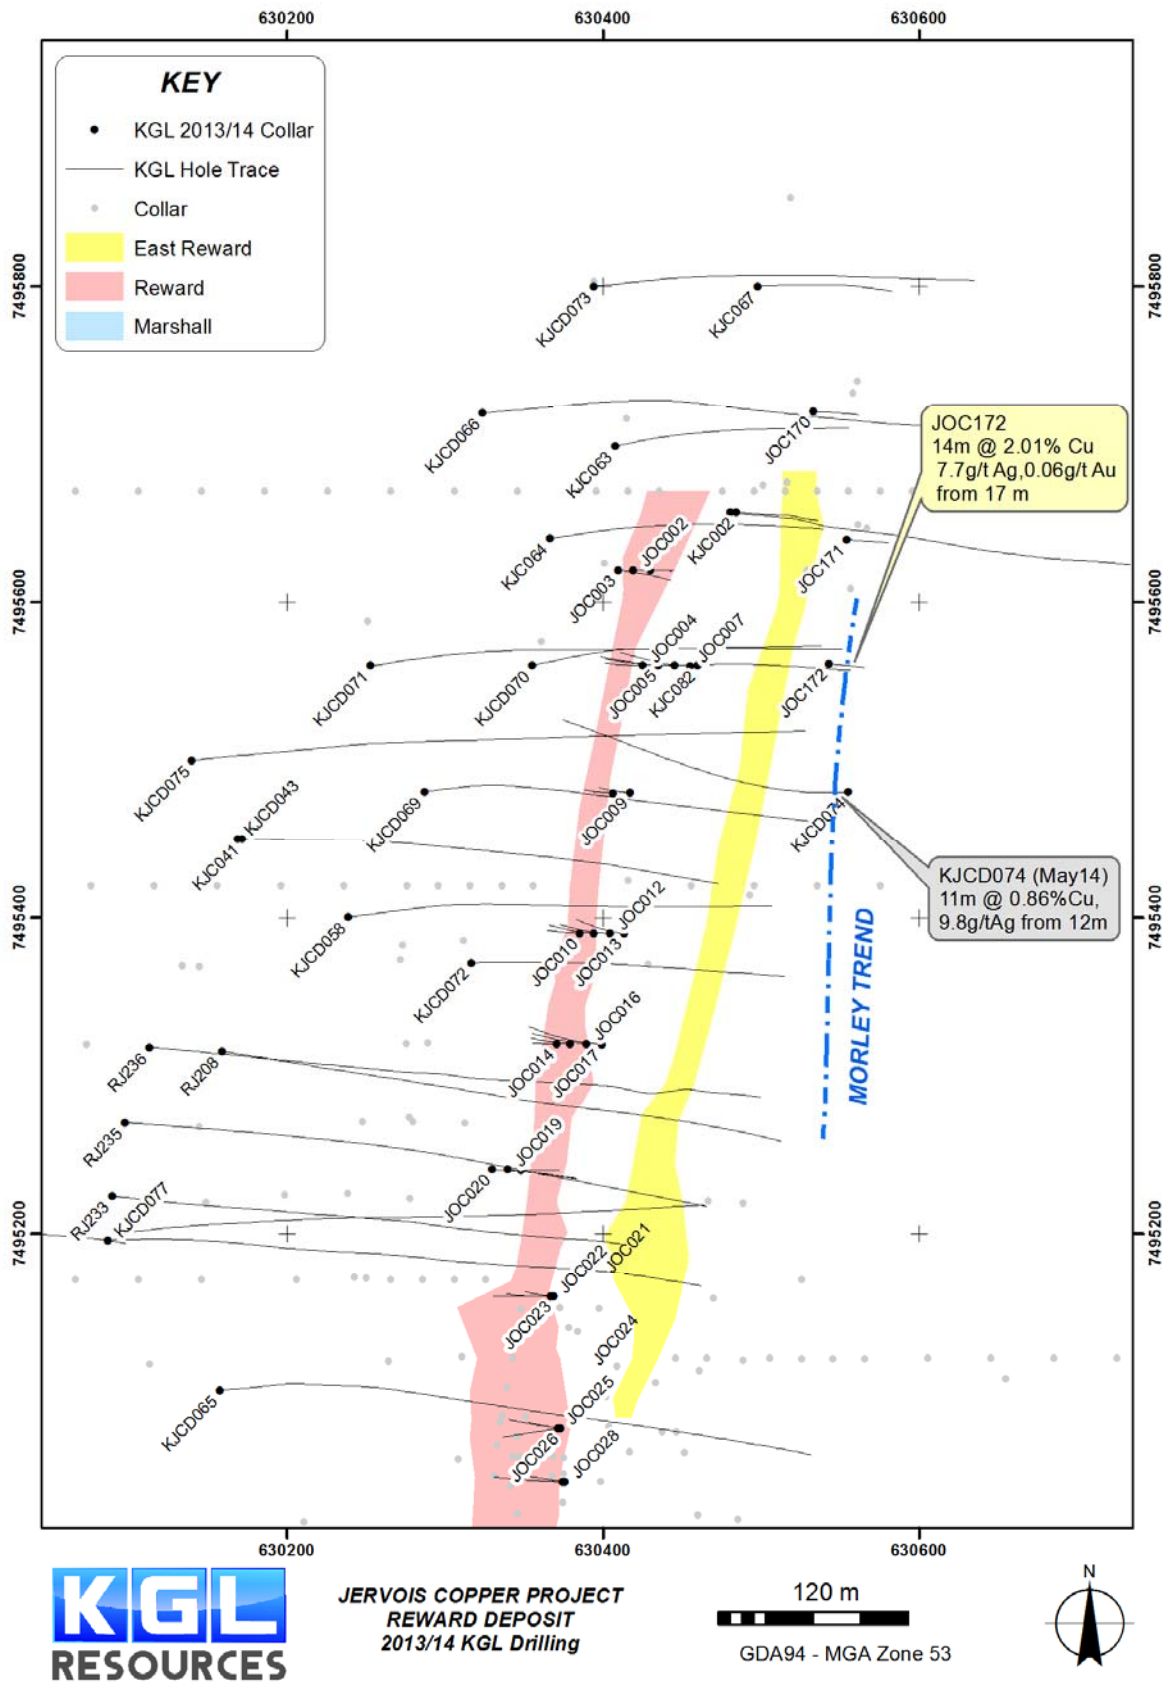 630200
630400
630600
KEY
KGL 2013/14 Collar
KGL Hole Trace
Collar
East Reward
Reward
Marshall
7495800
7495800
KJCD073
KJC067
KJCD066
KJC063
JOC170
JOC172
14m @ 2.01% Cu
7.7g/t Ag,0.06g/t Au
from 17 m
KJC064
JOC003
JOC002
KJC002
JOC171
7495600
7495600
KJCD071
KJCD070
JOC005
JOC004
KJC082
JOC007
JOC172
KJCD075
KJC041
KJCD043
KJCD069
JOC009
KJCD074
KJCD074 (May14)
11m @ 0.86%Cu,
9.8g/tAg from 12m
7495400
7495400
KJCD058
KJCD072
JOC010
JOC013
JOC012
MORLEY TREND
RJ236
RJ208
JOC014
JOC017
JOC016
RJ235
JOC020
JOC019
RJ233
KJCD077
7495200
7495200
JOC023
JOC022
JOC021
JOC024
KJCD065
JOC026
JOC025
JOC028
630200
630400
630600
KGL
RESOURCES
JERVOIS COPPER PROJECT
REWARD DEPOSIT
2013/14 KGL Drilling
120 m
GDA94 - MGA Zone 53
N